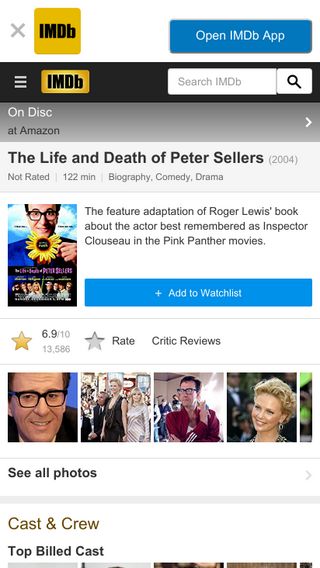 IMDb
Open IMDb App
IMDb
Search IMDb
On Disc
at Amazon
The Life and Death of Peter Sellers (2004)
Not Rated | 122 min | Biography, Comedy, Drama
The feature adaptation of Roger Lewis' book
about the actor best remembered as Inspector
Clouseau in the Pink Panther movies.
The Life and Death of PETER SELLERS
+ Add to Watchlist
6.9/10
13,586
Rate
Critic Reviews
See all photos
Cast & Crew
Top Billed Cast